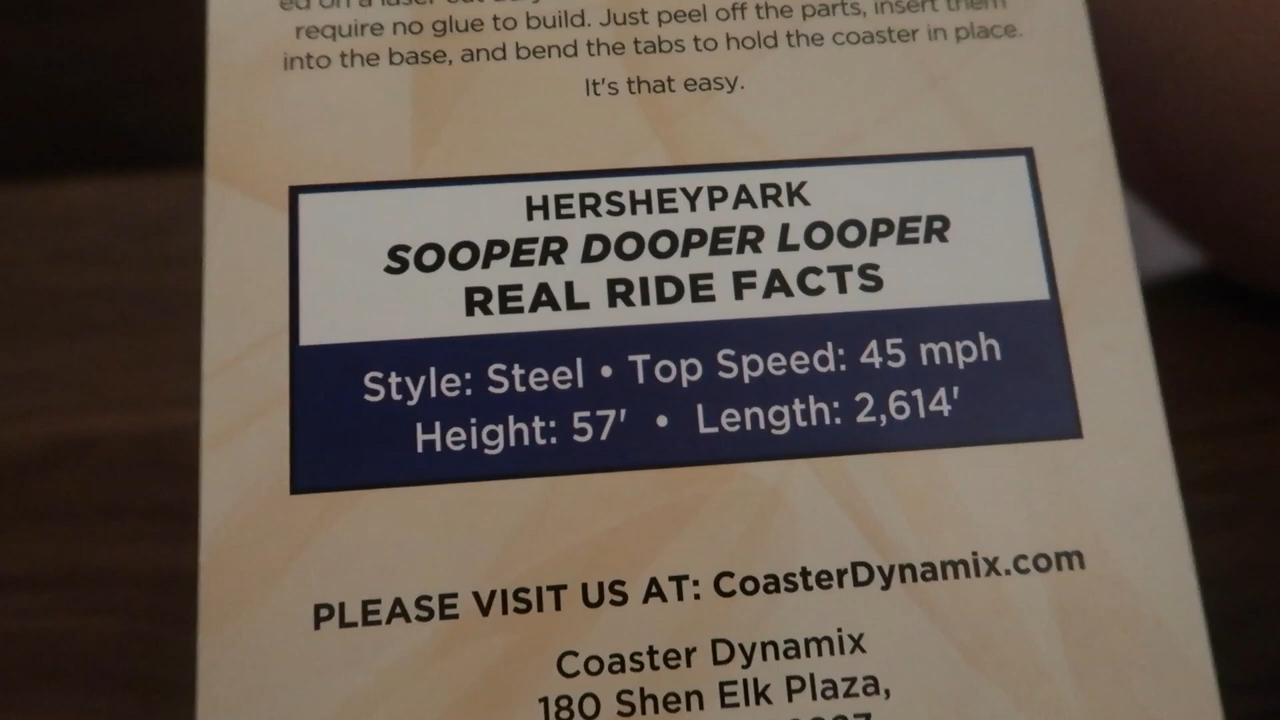 require no glue to build. Just peel off the parts, insert them
into the base, and bend the tabs to hold the coaster in place.
It's that easy.
HERSHEYPARK
SOOPER DOOPER LOOPER
REAL RIDE FACTS
Style: Steel • Top Speed: 45 mph
Height: 57' • Length: 2,614'
PLEASE VISIT US AT: CoasterDynamix.com
Coaster Dynamix
180 Shen Elk Plaza,